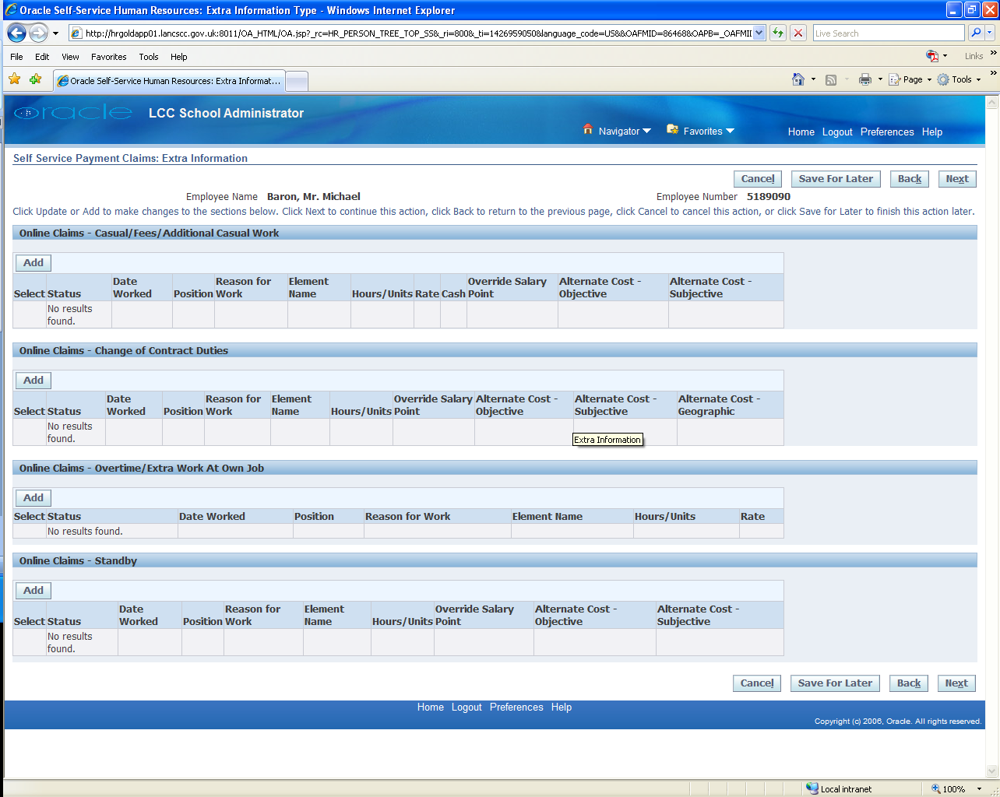 Oracle Self-Service Human Resources: Extra Information Type - Windows Internet Explorer
http://hrgoldapp01.lancscc.gov.uk:8011/OA_HTML/OA.jsp?_rc=HR_PERSON_TREE_TOP_SS&_ri=800&_ti=1426959050&language_code=US&&OAFMID=86468&OAPB=_OAFMID
Live Search
File Edit View Favorites Tools Help
Links »
Oracle Self-Service Human Resources: Extra Informat...
Page Tools »
Oracle LCC School Administrator
Navigator Favorites
Home Logout Preferences Help
Self Service Payment Claims: Extra Information
Cancel Save For Later Back Next
Employee Name Baron, Mr. Michael Employee Number 5189090
Click Update or Add to make changes to the sections below. Click Next to continue this action, click Back to return to the previous page, click Cancel to cancel this action, or click Save for Later to finish this action later.
Online Claims - Casual/Fees/Additional Casual Work
Add
Select Status Date Worked Position Reason for Work Element Name Hours/Units Rate Cash Override Salary Point Alternate Cost - Objective Alternate Cost - Subjective
No results found.
Online Claims - Change of Contract Duties
Add
Select Status Date Worked Position Reason for Work Element Name Hours/Units Override Salary Point Alternate Cost - Objective Alternate Cost - Subjective Alternate Cost - Geographic
No results found.
Extra Information
Online Claims - Overtime/Extra Work At Own Job
Add
Select Status Date Worked Position Reason for Work Element Name Hours/Units Rate
No results found.
Online Claims - Standby
Add
Select Status Date Worked Position Reason for Work Element Name Hours/Units Override Salary Point Alternate Cost - Objective Alternate Cost - Subjective
No results found.
Cancel Save For Later Back Next
Home Logout Preferences Help
Copyright (c) 2006, Oracle. All rights reserved.
Local intranet 100%